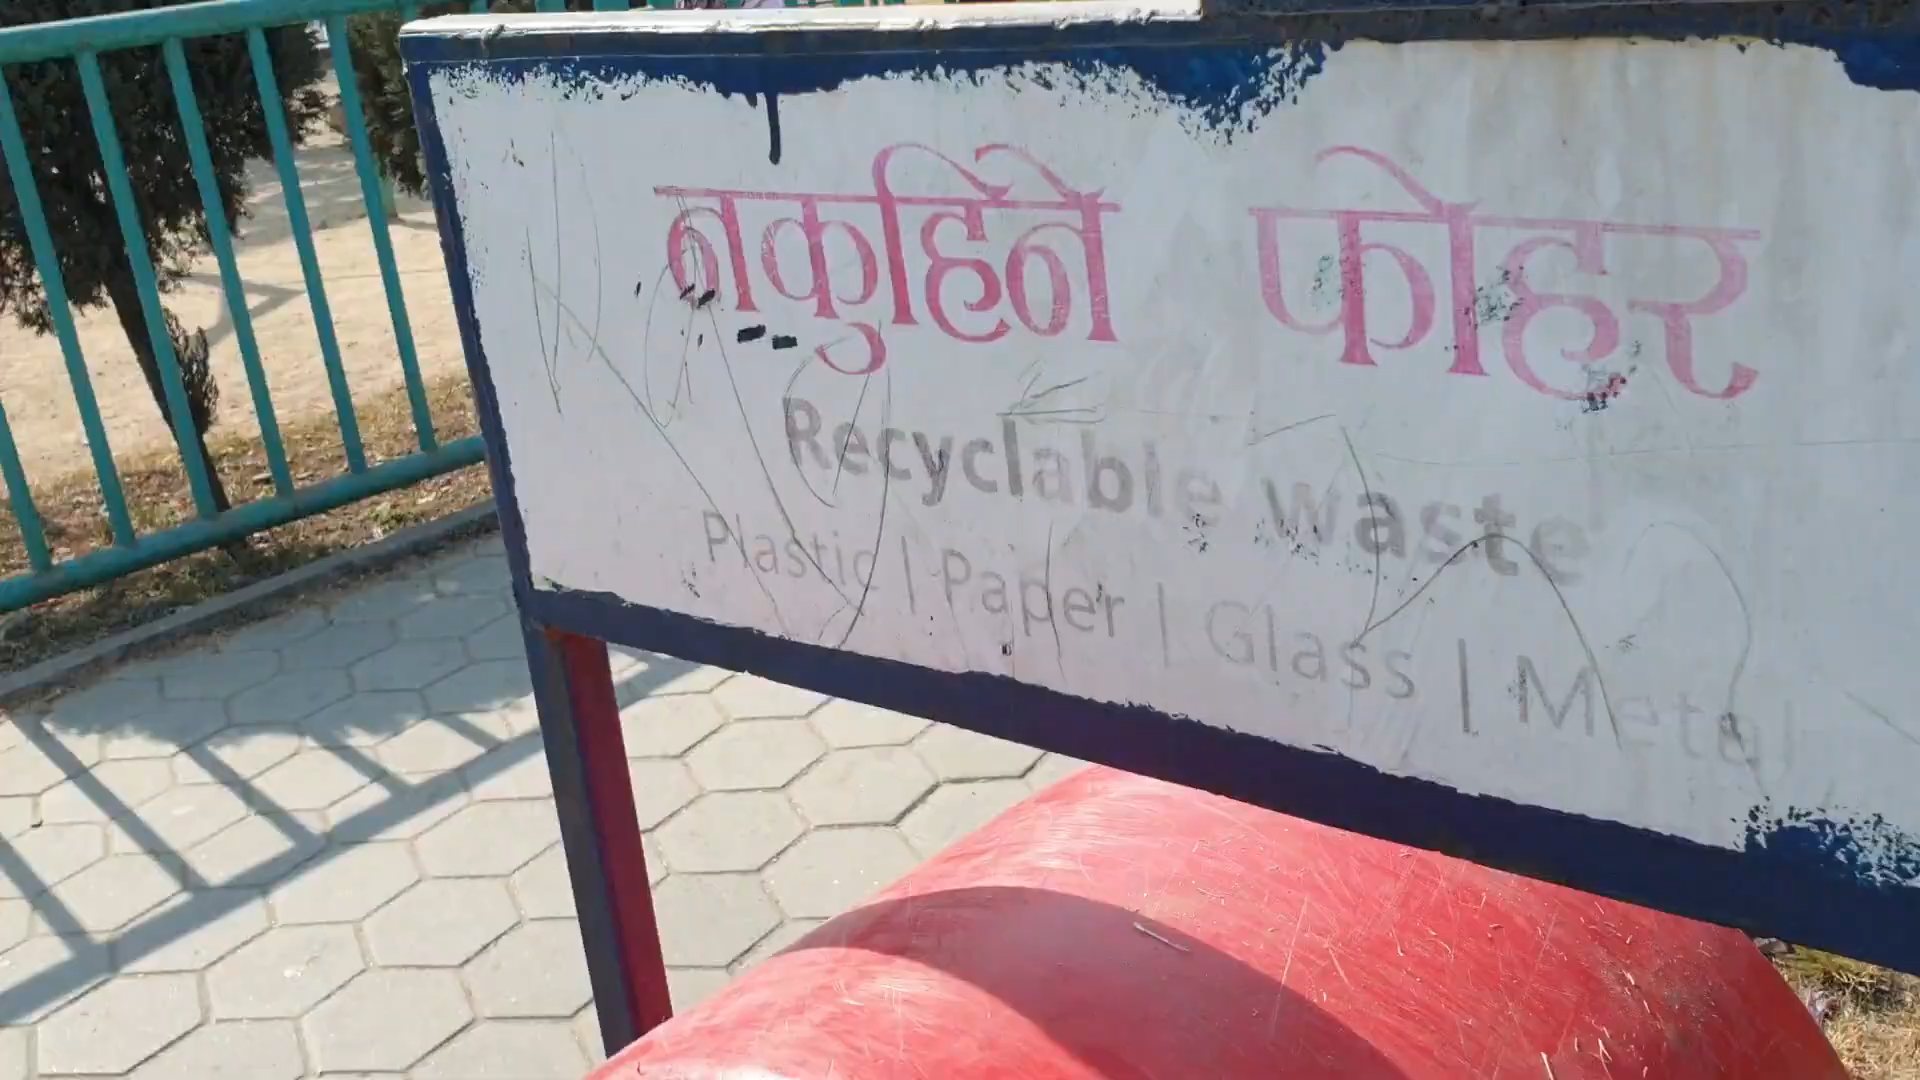 नकुहिने फोहर
Recyclable waste
Plastic | Paper | Glass | Metal